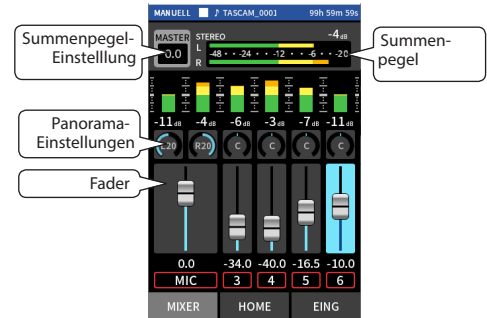 MANUELL ♪ TASCAM_0001 99h 59m 59s
Summenpegel-
Einstelllung
MASTER
0.0
STEREO
-4dB
L
-48 · · -24 · · -12 · · -6 · · -20
R
Summen-
pegel
-11dB -4dB -6dB -3dB -7dB -11dB
Panorama-
Einstellungen
L20 R20 C C C C
Fader
0.0 -34.0 -40.0 -16.5 -10.0
MIC 3 4 5 6
MIXER HOME EING